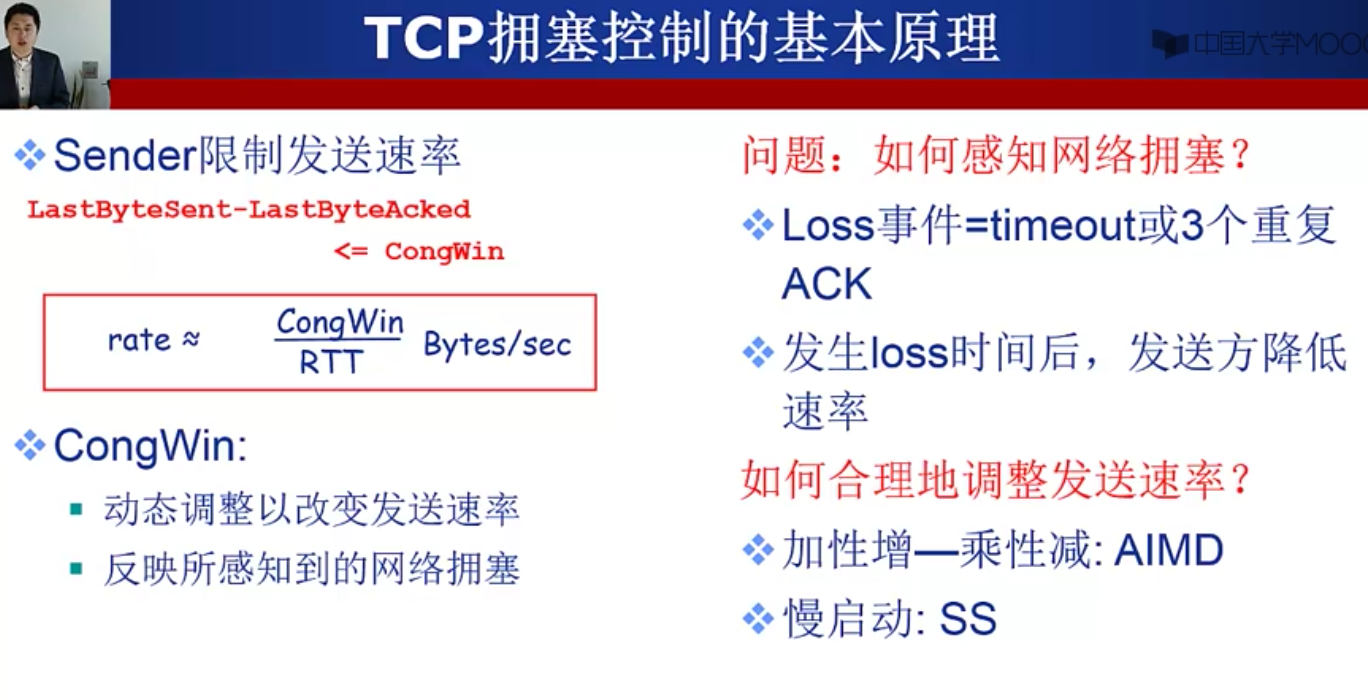 TCP拥塞控制的基本原理
中国大学MOO
Sender限制发送速率
LastByteSent-LastByteAcked
<= CongWin
rate ≈ CongWin
RTT Bytes/sec
CongWin:
动态调整以改变发送速率
反映所感知到的网络拥塞
问题：如何感知网络拥塞？
Loss事件=timeout或3个重复
ACK
发生loss时间后，发送方降低
速率
如何合理地调整发送速率？
加性增—乘性减: AIMD
慢启动: SS